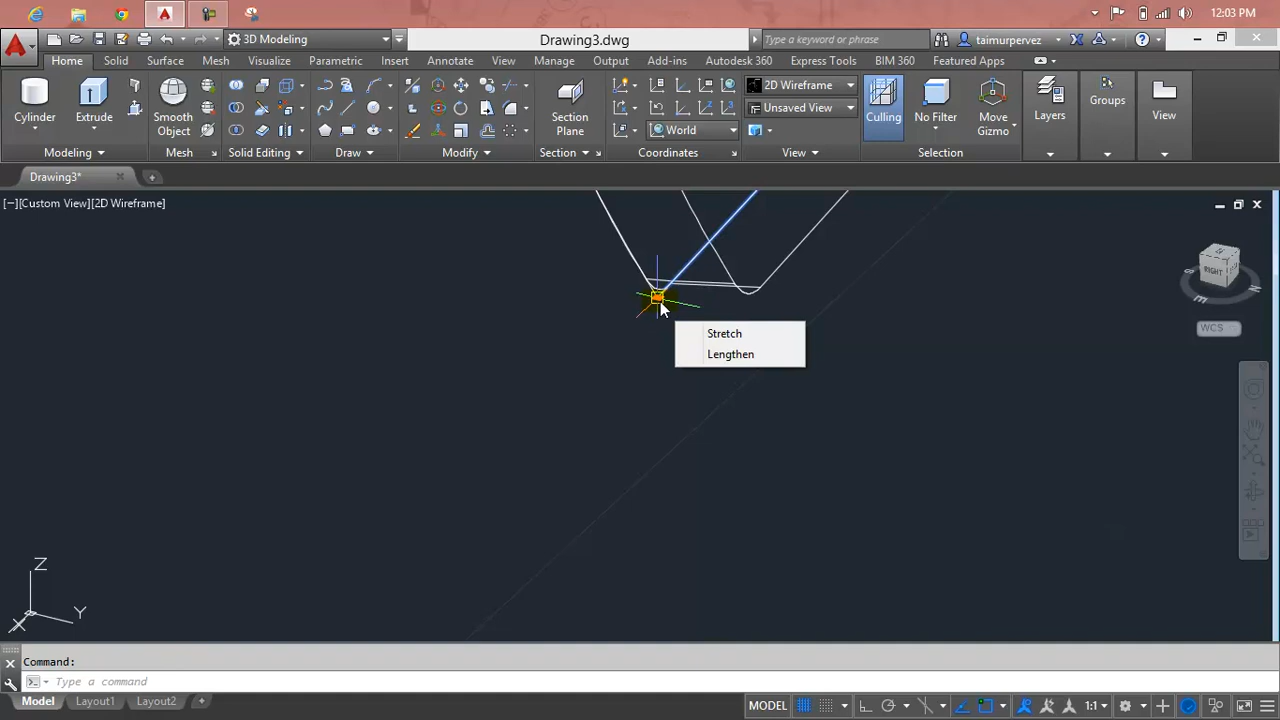 12:03 PM
3D Modeling
Drawing3.dwg
Type a keyword or phrase
taimurpervez
Home
Solid
Surface
Mesh
Visualize
Parametric
Insert
Annotate
View
Manage
Output
Add-ins
Autodesk 360
Express Tools
BIM 360
Featured Apps
Cylinder
Extrude
Smooth
Object
Section
Plane
World
2D Wireframe
Unsaved View
Culling
No Filter
Move
Gizmo
Layers
Groups
View
Modeling
Mesh
Solid Editing
Draw
Modify
Section
Coordinates
View
Selection
Drawing3*
[−][Custom View][2D Wireframe]
RIGHT
WCS
Stretch
Lengthen
Z
Y
X
Command:
Type a command
Model
Layout1
Layout2
MODEL
1:1